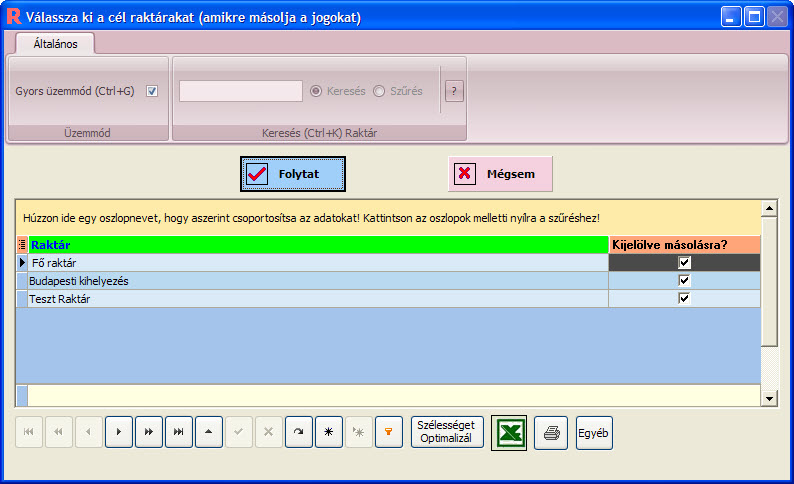 R Válassza ki a cél raktárakat (amikre másolja a jogokat)
Általános
Gyors üzemmód (Ctrl+G)
Keresés Szűrés ?
Üzemmód
Keresés (Ctrl+K) Raktár
Folytat
Mégsem
Húzzon ide egy oszlopnevet, hogy aszerint csoportosítsa az adatokat! Kattintson az oszlopok melletti nyílra a szűréshez!
Raktár Kijelölve másolásra?
Fő raktár
Budapesti kihelyezés
Teszt Raktár
Szélességet
Optimalizál
Egyéb